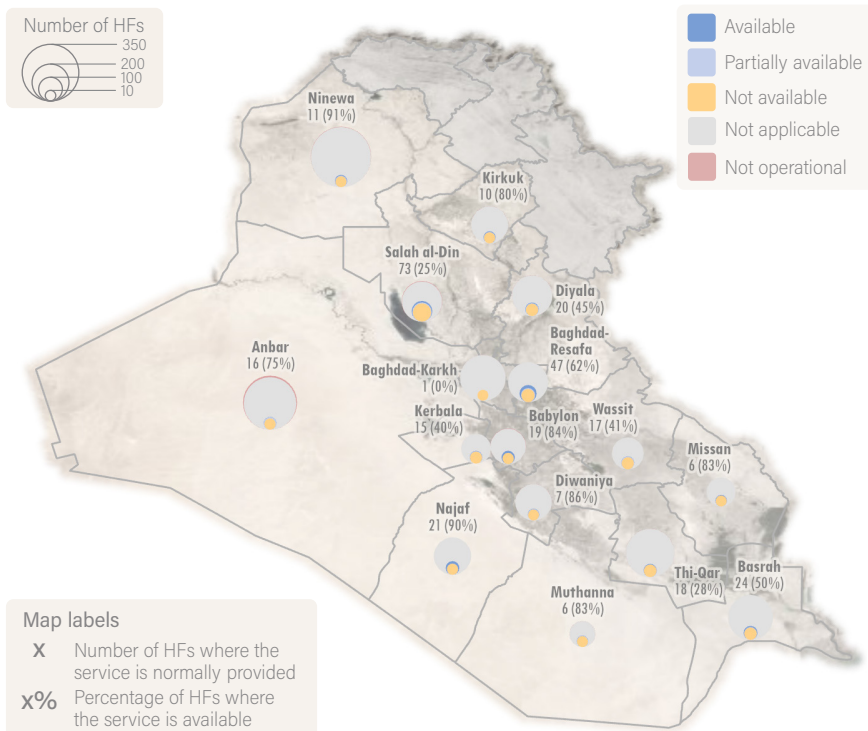 Number of HFs
350
200
100
10
Available
Partially available
Not available
Not applicable
Not operational
Ninewa
11 (91%)
Kirkuk
10 (80%)
Salah al-Din
73 (25%)
Diyala
20 (45%)
Baghdad-
Resafa
47 (62%)
Anbar
16 (75%)
Baghdad-Karkh
1 (0%)
Kerbala
15 (40%)
Babylon
19 (84%)
Wassit
17 (41%)
Missan
6 (83%)
Diwaniya
7 (86%)
Najaf
21 (90%)
Thi-Qar
18 (28%)
Basrah
24 (50%)
Muthanna
6 (83%)
Map labels
x Number of HFs where the
service is normally provided
x% Percentage of HFs where
the service is available